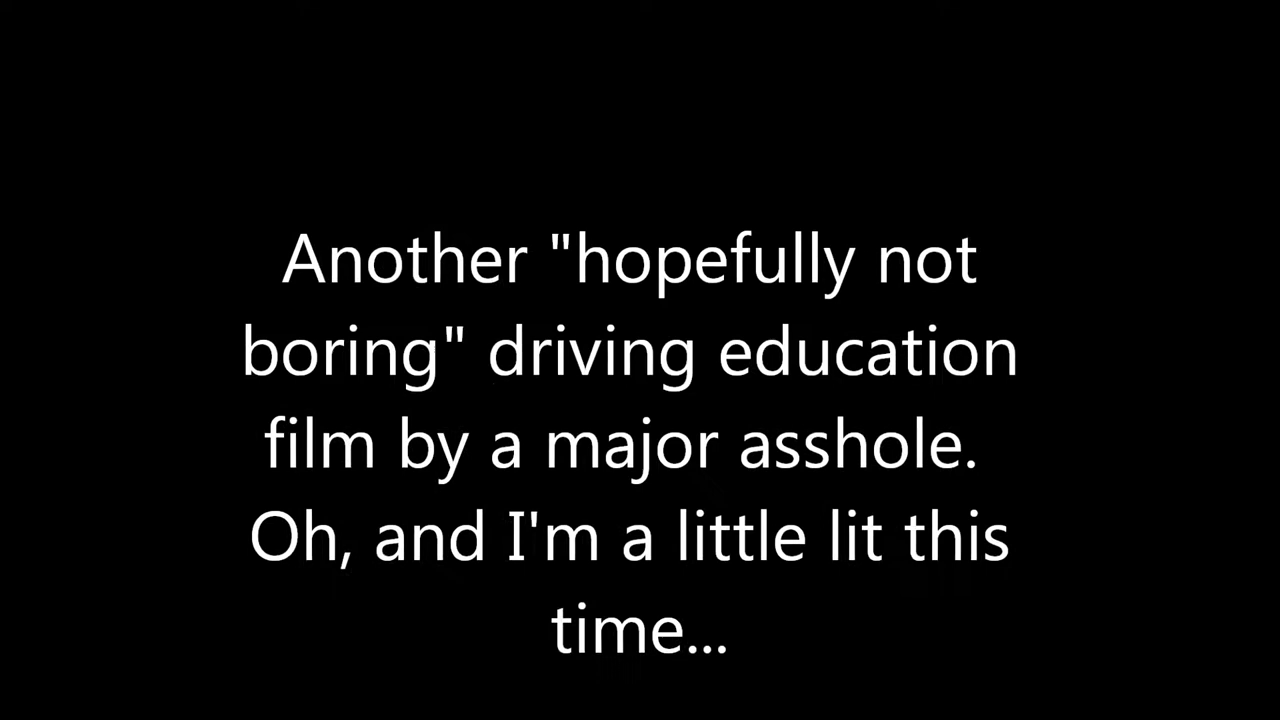 Another "hopefully not
boring" driving education
film by a major asshole.
Oh, and I'm a little lit this
time...